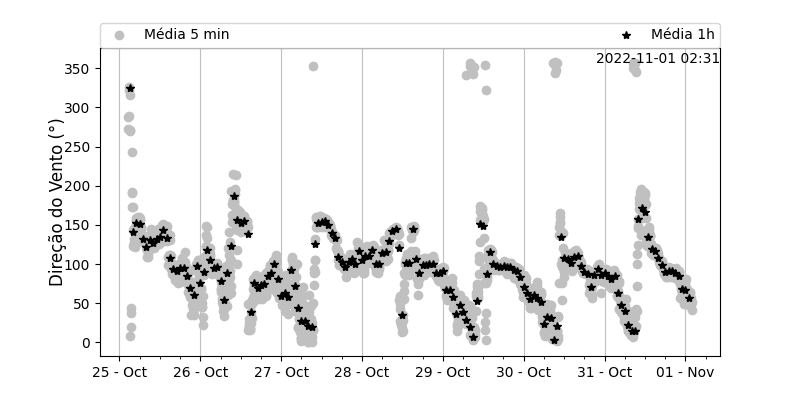 Média 5 min
Média 1h
2022-11-01 02:31
Direção do Vento (°)
350
300
250
200
150
100
50
0
25 - Oct
26 - Oct
27 - Oct
28 - Oct
29 - Oct
30 - Oct
31 - Oct
01 - Nov